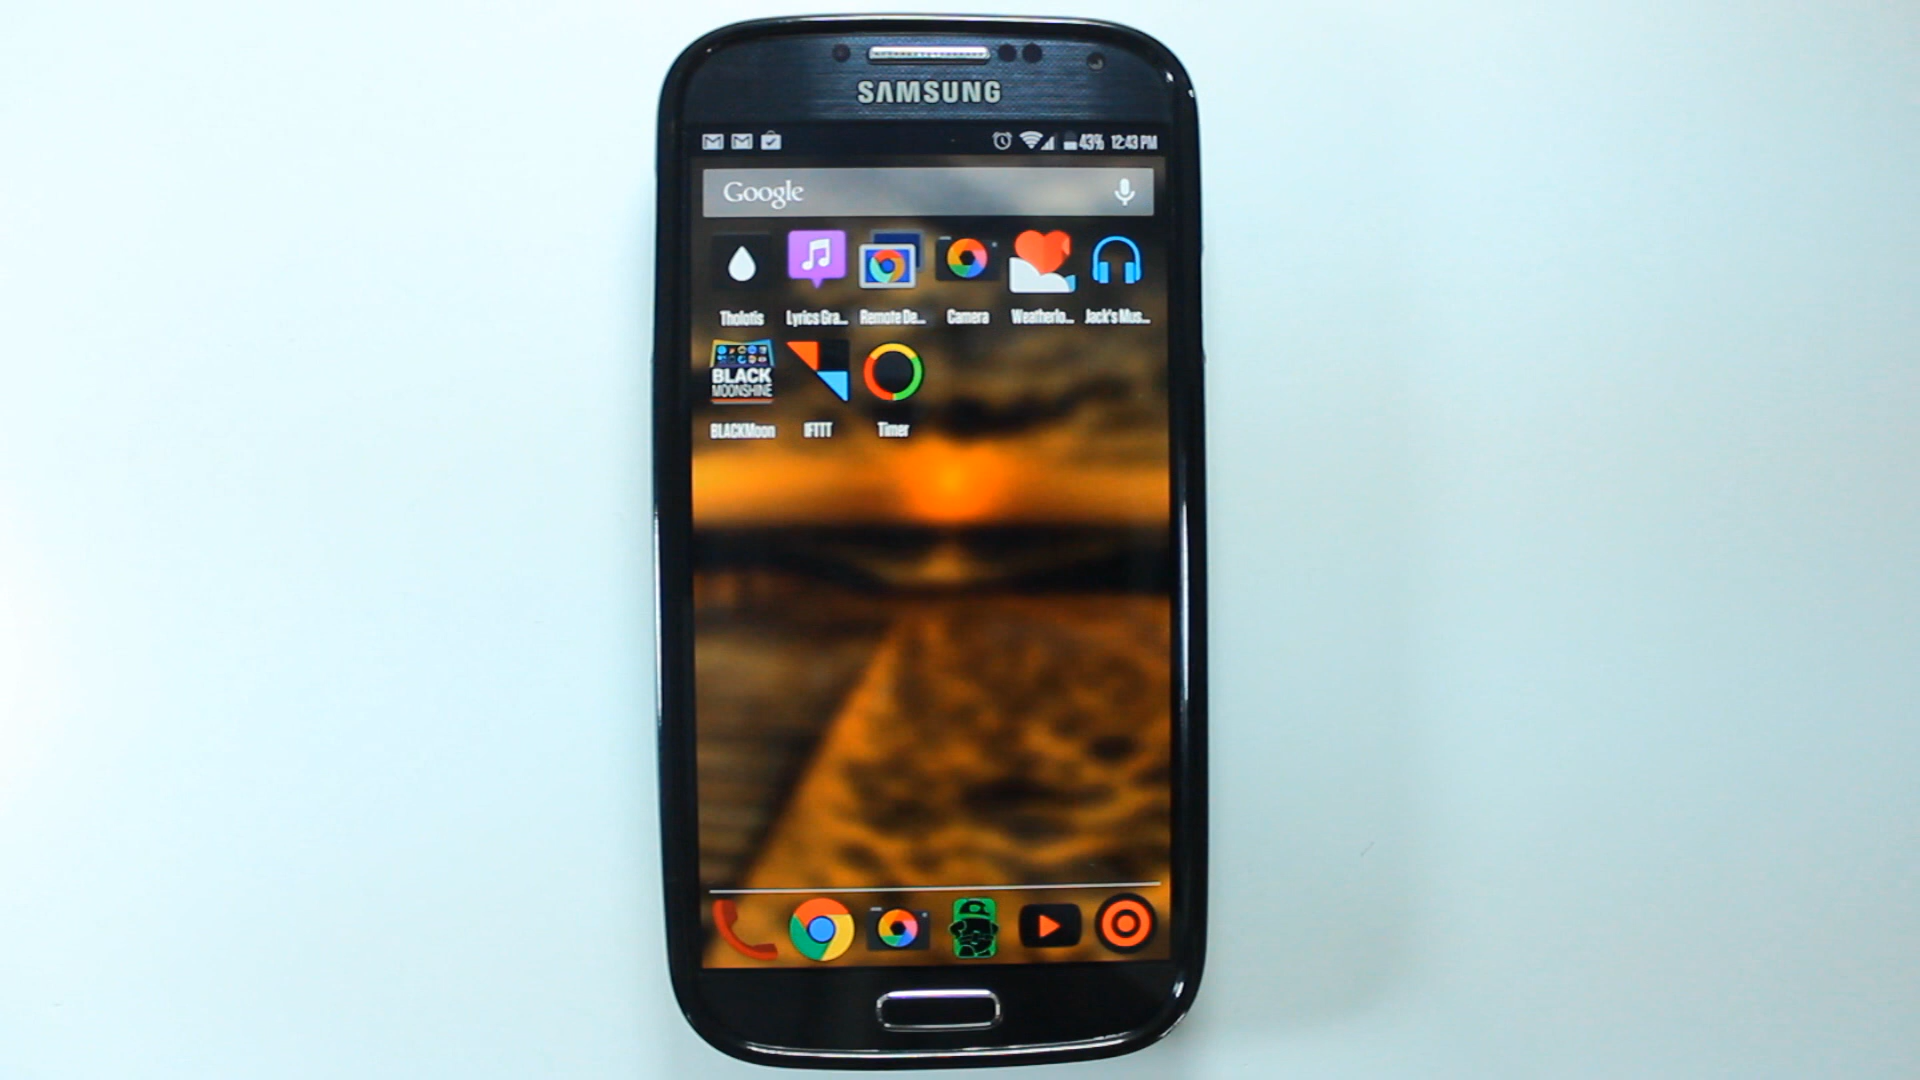 SAMSUNG
43% 12:43 PM
Google
Tholotis Lyrics Gra... Remote De... Camera Weatherlo... Jack's Mus...
BLACK
MOONSHINE
BLACKMoon IFTTT Timer